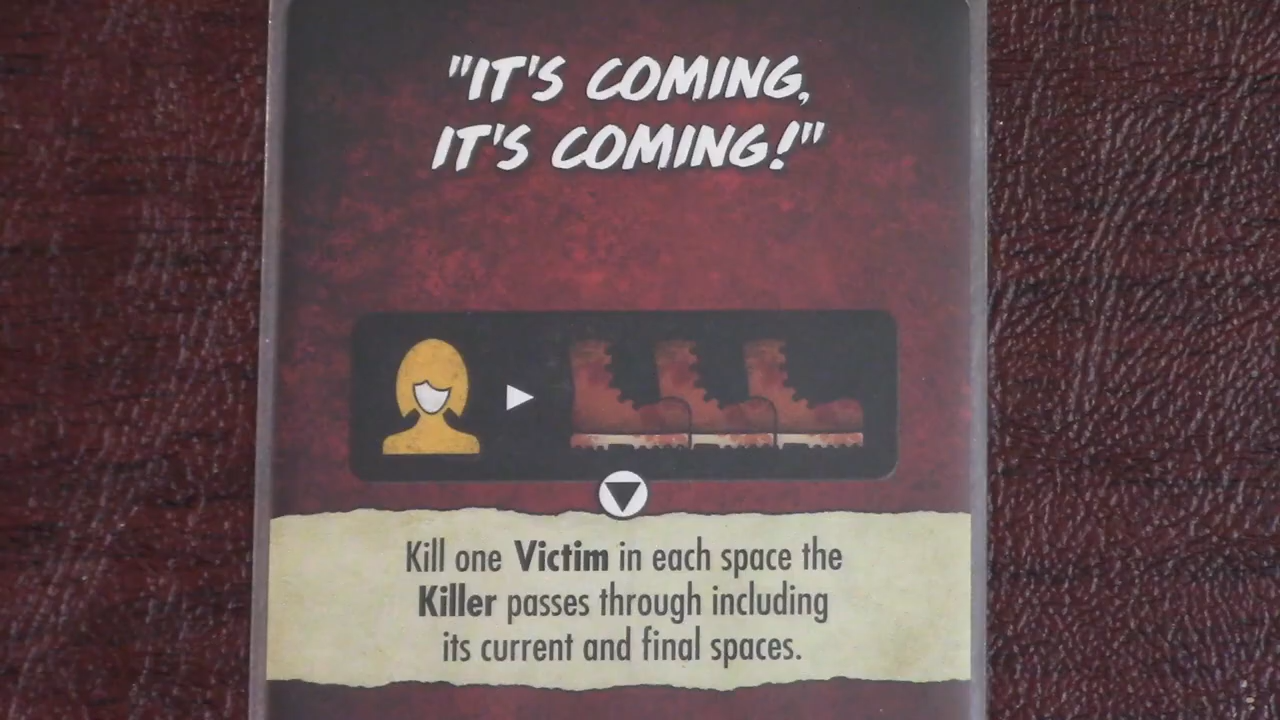 "IT'S COMING,
IT'S COMING!"
Kill one Victim in each space the
Killer passes through including
its current and final spaces.